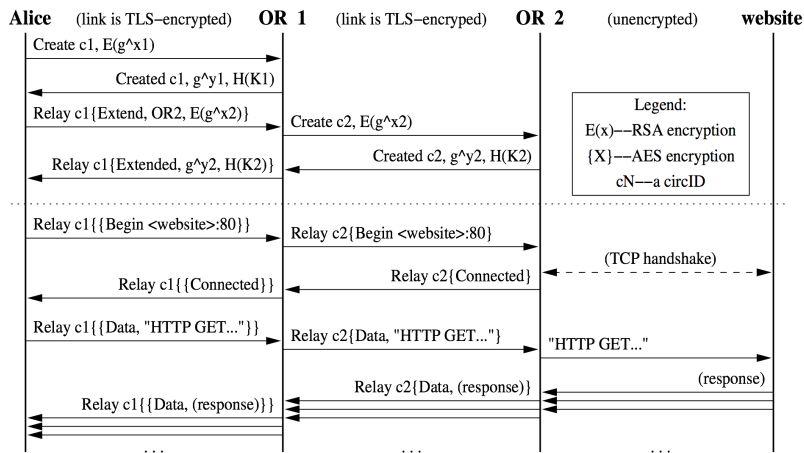 Alice (link is TLS−encrypted) OR 1 (link is TLS−encryped) OR 2 (unencrypted) website
Create c1, E(g^x1)
Created c1, g^y1, H(K1)
Relay c1{Extend, OR2, E(g^x2)}
Create c2, E(g^x2)
Created c2, g^y2, H(K2)
Relay c1{Extended, g^y2, H(K2)}
Legend:
E(x)−−RSA encryption
{X}−−AES encryption
cN−−a circID
Relay c1{{Begin <website>:80}}
Relay c2{Begin <website>:80}
(TCP handshake)
Relay c2{Connected}
Relay c1{{Connected}}
Relay c1{{Data, "HTTP GET..."}}
Relay c2{Data, "HTTP GET..."}
"HTTP GET..."
(response)
Relay c2{Data, (response)}
Relay c1{{Data, (response)}}
. . . . . . . . .